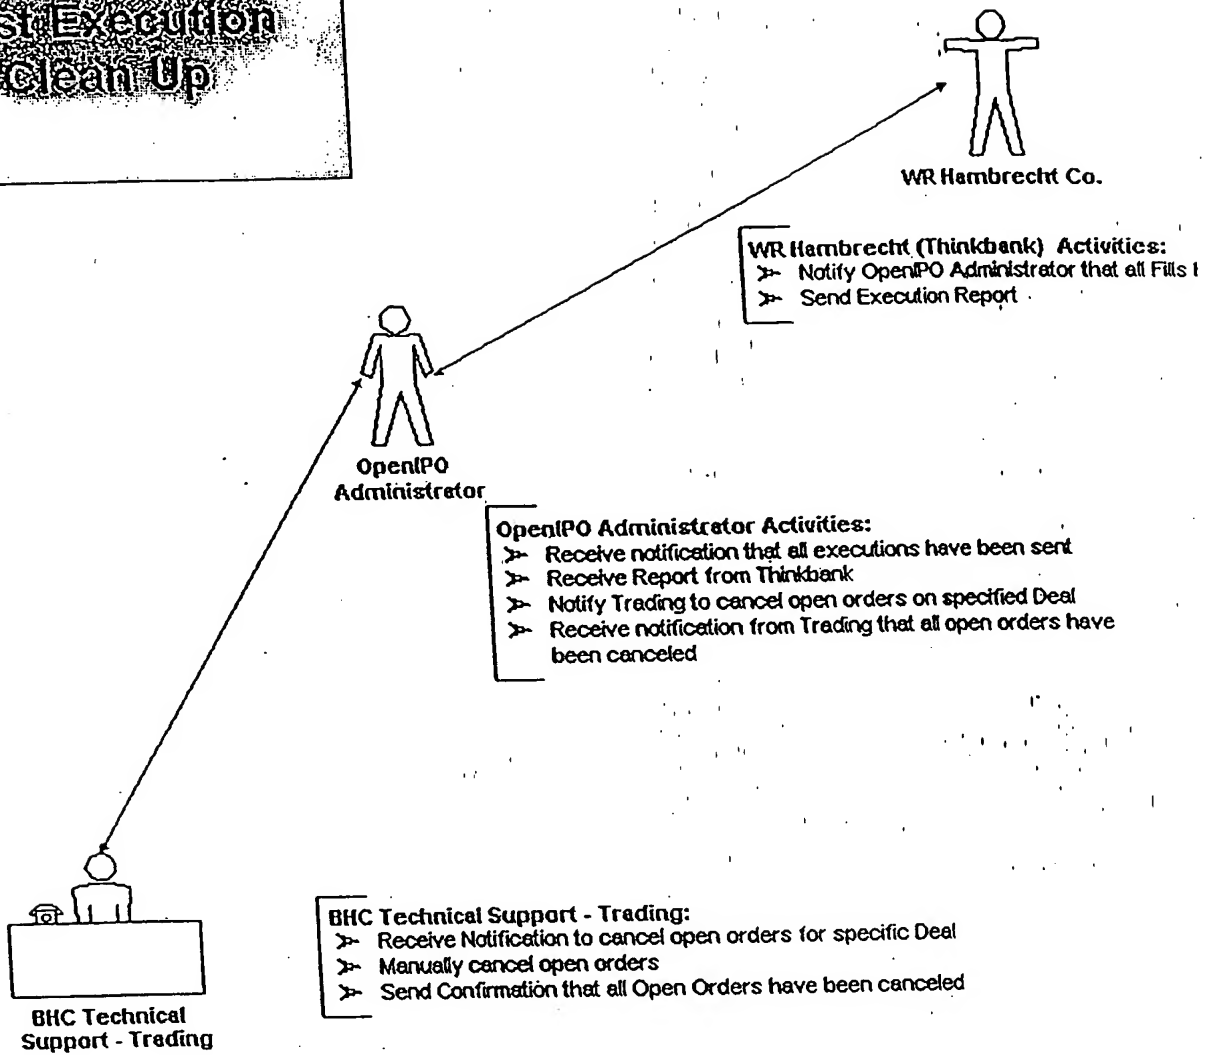 st Execution
Clean Up
WR Hambrecht Co.
WR Hambrecht (Thinkbank) Activities:
➢ Notify OpenIPO Administrator that all Fills
➢ Send Execution Report
OpenIPO
Administrator
OpenIPO Administrator Activities:
➢ Receive notification that all executions have been sent
➢ Receive Report from Thinkbank
➢ Notify Trading to cancel open orders on specified Deal
➢ Receive notification from Trading that all open orders have
been canceled
BHC Technical Support - Trading:
➢ Receive Notification to cancel open orders for specific Deal
➢ Manually cancel open orders
➢ Send Confirmation that all Open Orders have been canceled
BHC Technical
Support - Trading